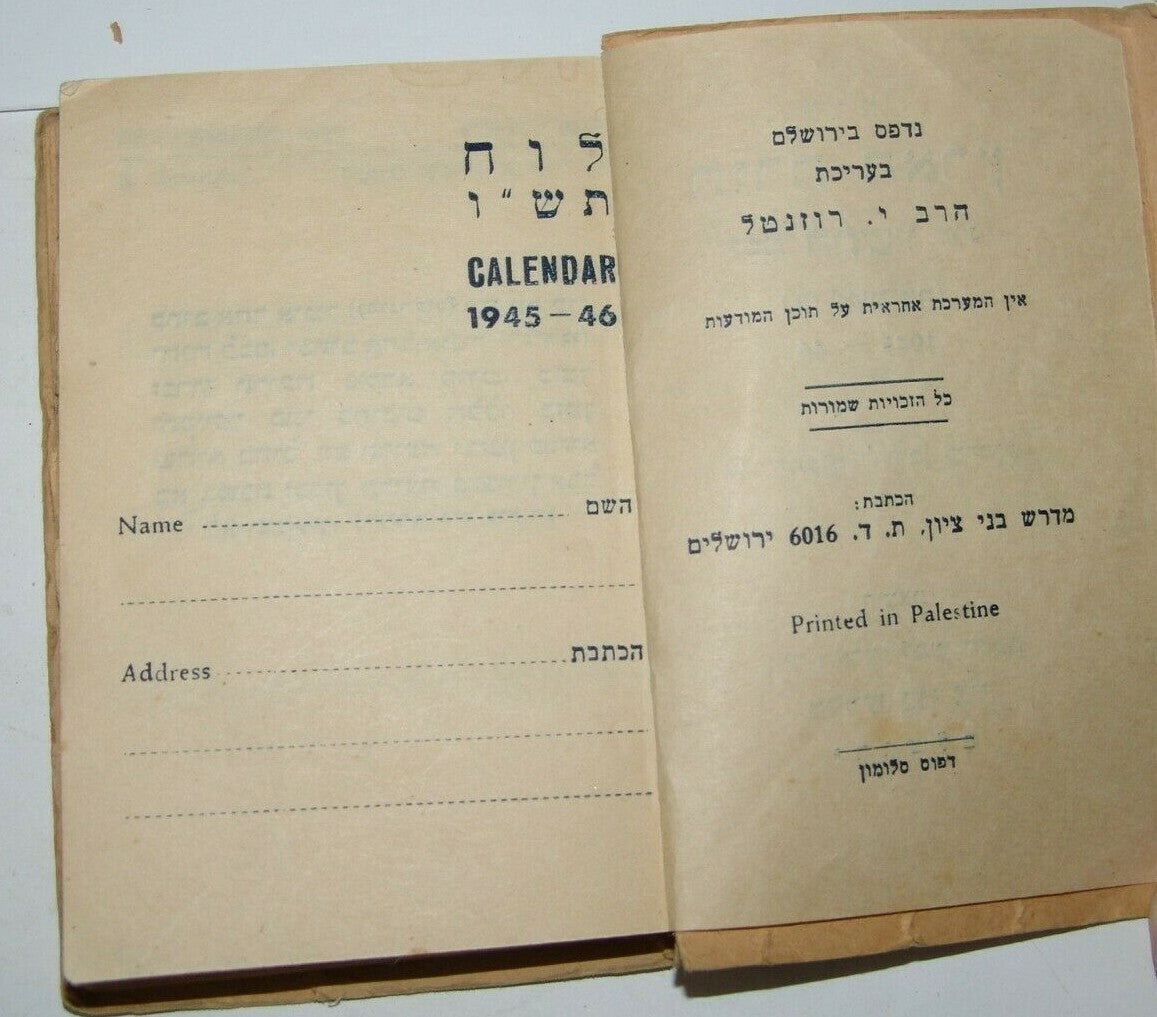 נדפס בירושלם
בעריכת
הרב י. רוזנטל
אין המערכת אחראית על תוכן המודעות
כל הזכויות שמורות
הכתבת:
מדרש בני ציון, ת. ד. 6016 ירושלים
Printed in Palestine
דפוס סלומון
לוח
תש"ו
CALENDAR
1945-46
Name השם
Address הכתבת